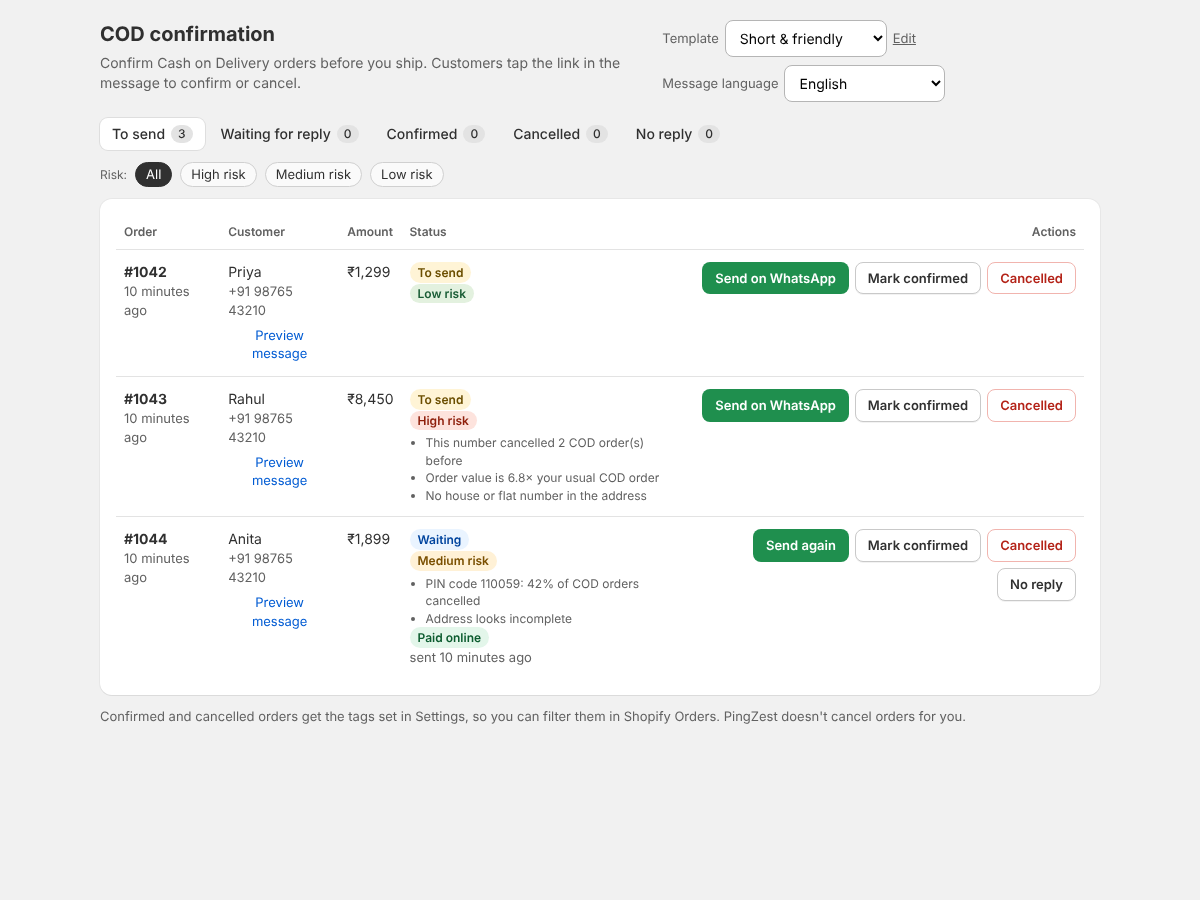 COD confirmation
Confirm Cash on Delivery orders before you ship. Customers tap the link in the
message to confirm or cancel.
Template Short & friendly Edit
Message language English
To send 3 Waiting for reply 0 Confirmed 0 Cancelled 0 No reply 0
Risk: All High risk Medium risk Low risk
Order Customer Amount Status Actions
#1042 Priya ₹1,299 To send Send on WhatsApp Mark confirmed Cancelled
10 minutes +91 98765 Low risk
ago 43210
Preview
message
#1043 Rahul ₹8,450 To send Send on WhatsApp Mark confirmed Cancelled
10 minutes +91 98765 High risk
ago 43210 • This number cancelled 2 COD order(s)
before
Preview • Order value is 6.8× your usual COD order
message • No house or flat number in the address
#1044 Anita ₹1,899 Waiting Send again Mark confirmed Cancelled
10 minutes +91 98765 Medium risk No reply
ago 43210 • PIN code 110059: 42% of COD orders
Preview cancelled
message • Address looks incomplete
Paid online
sent 10 minutes ago
Confirmed and cancelled orders get the tags set in Settings, so you can filter them in Shopify Orders. PingZest doesn't cancel orders for you.